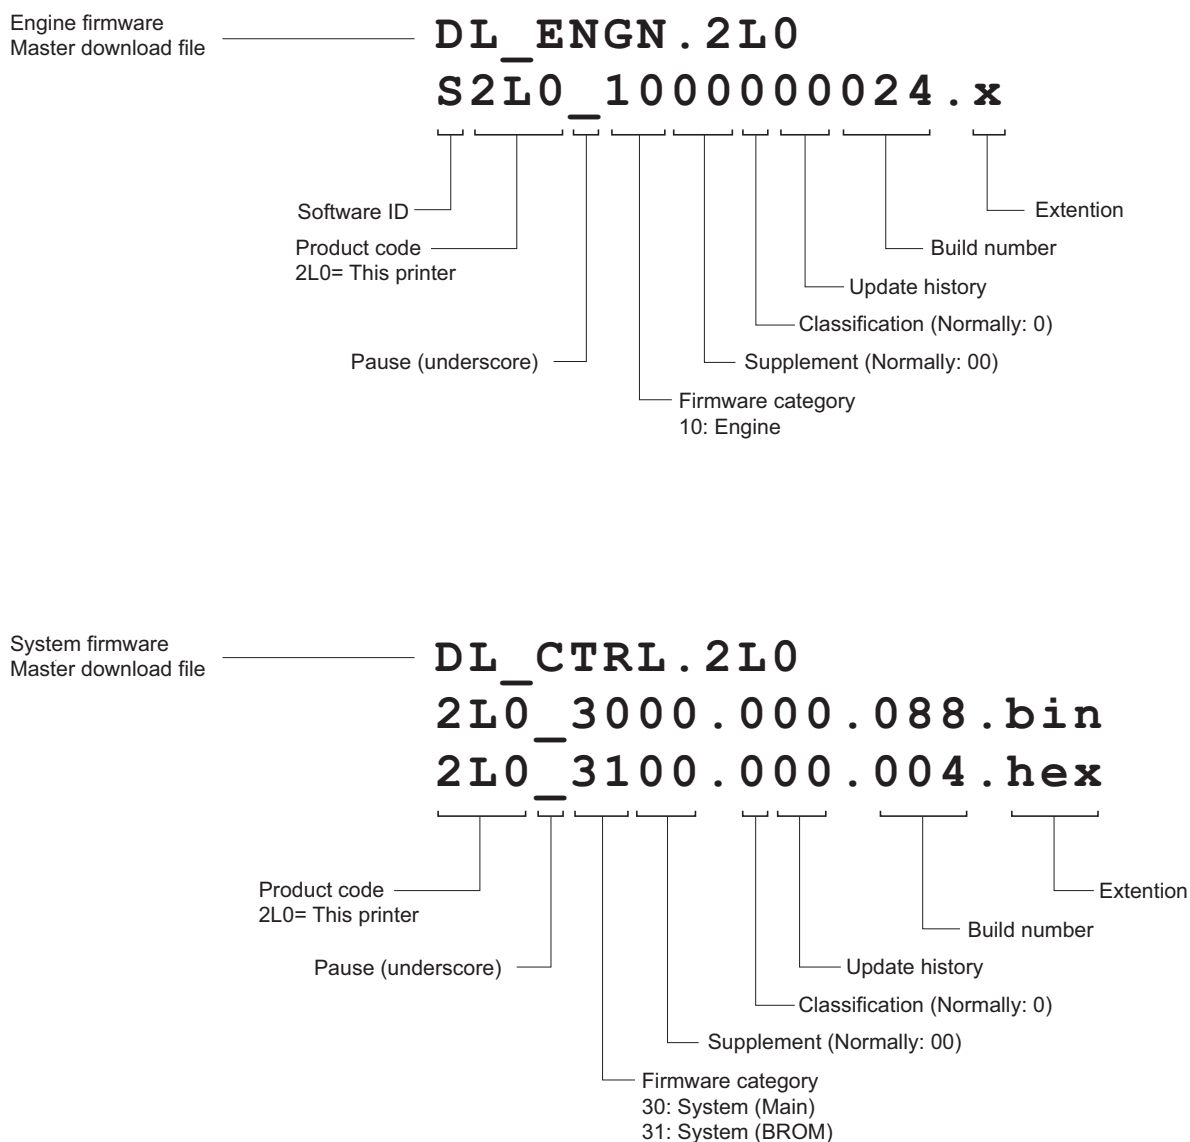 Engine firmware
Master download file
DL_ENGN.2L0
S2L0_1000000024.x
Software ID
Extention
Product code
2L0= This printer
Build number
Update history
Classification (Normally: 0)
Pause (underscore)
Supplement (Normally: 00)
Firmware category
10: Engine
System firmware
Master download file
DL_CTRL.2L0
2L0_3000.000.088.bin
2L0_3100.000.004.hex
Product code
2L0= This printer
Extention
Build number
Pause (underscore)
Update history
Classification (Normally: 0)
Supplement (Normally: 00)
Firmware category
30: System (Main)
31: System (BROM)